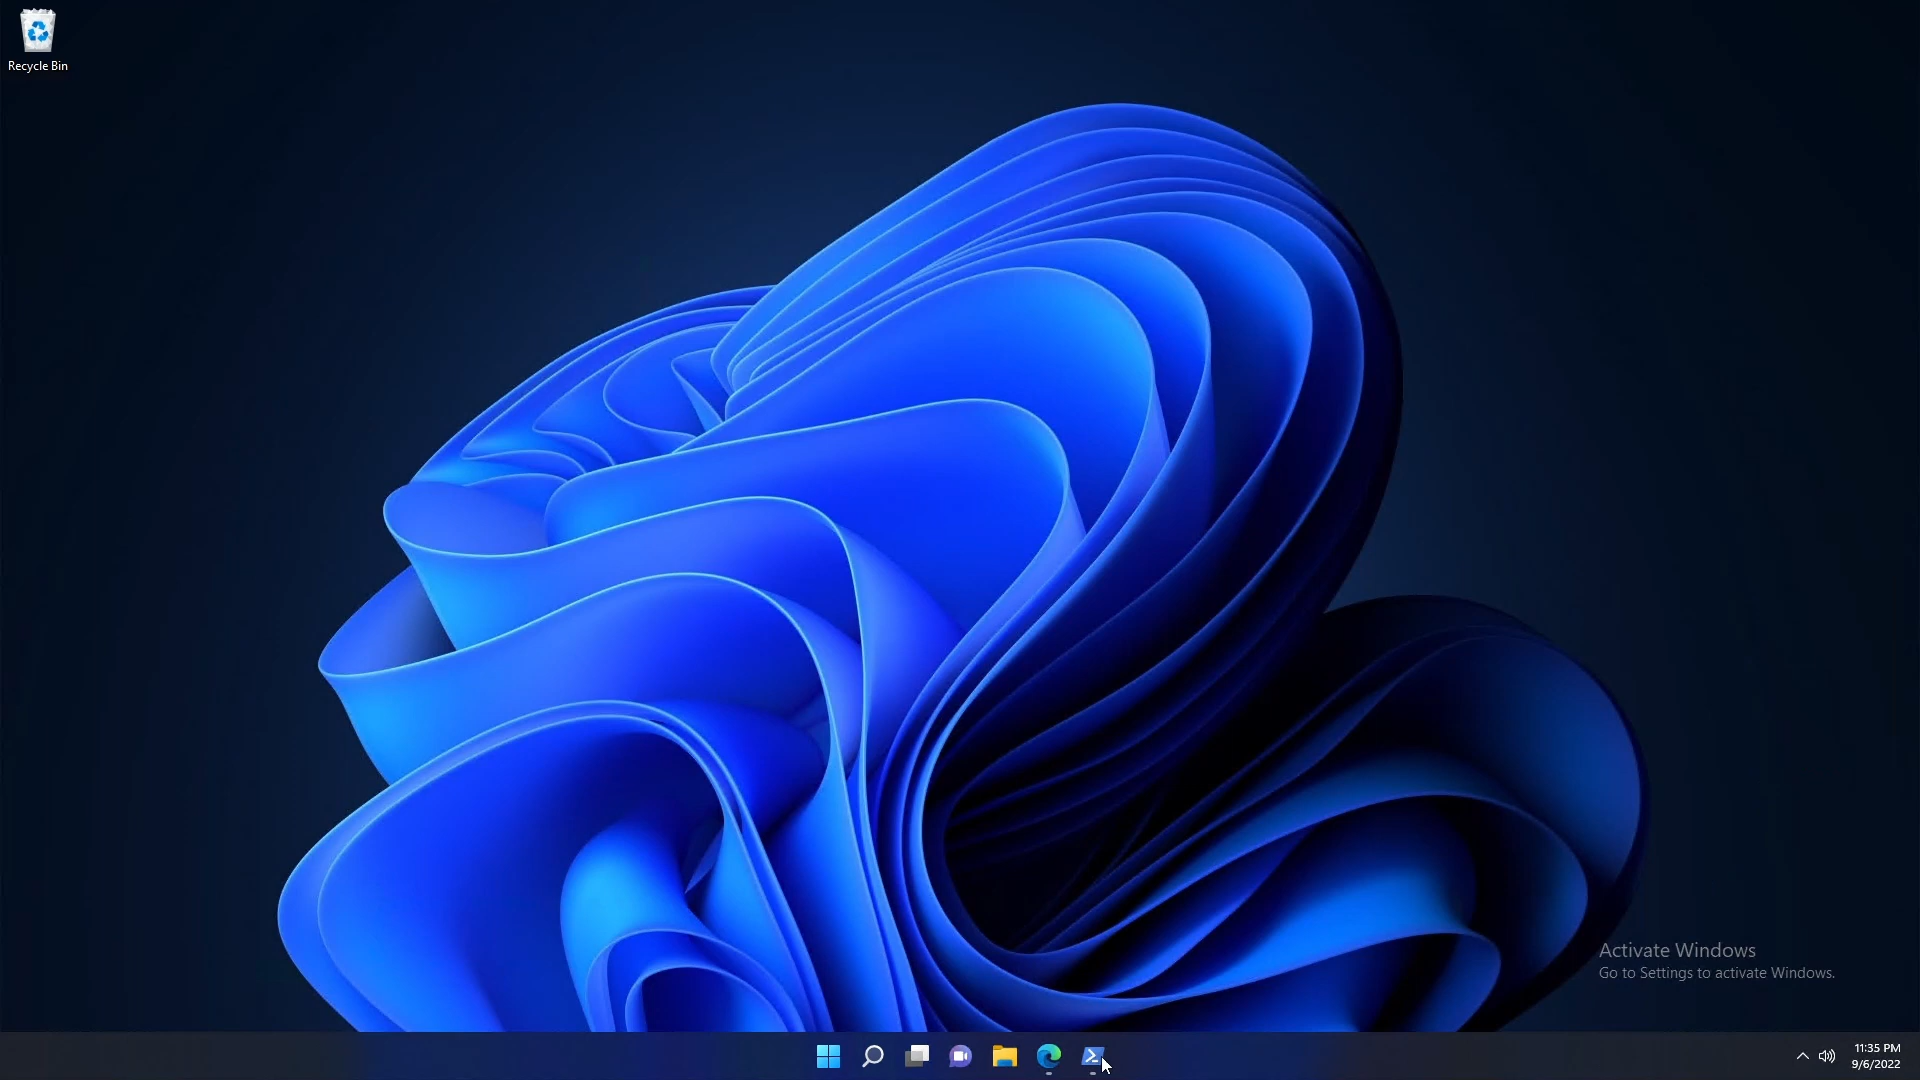 Recycle Bin
Activate Windows
Go to Settings to activate Windows.
11:35 PM
9/6/2022